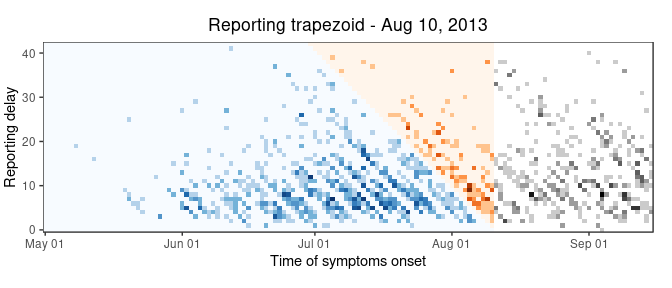 Reporting trapezoid - Aug 10, 2013
Reporting delay
40
30
20
10
0
May 01 Jun 01 Jul 01 Aug 01 Sep 01
Time of symptoms onset